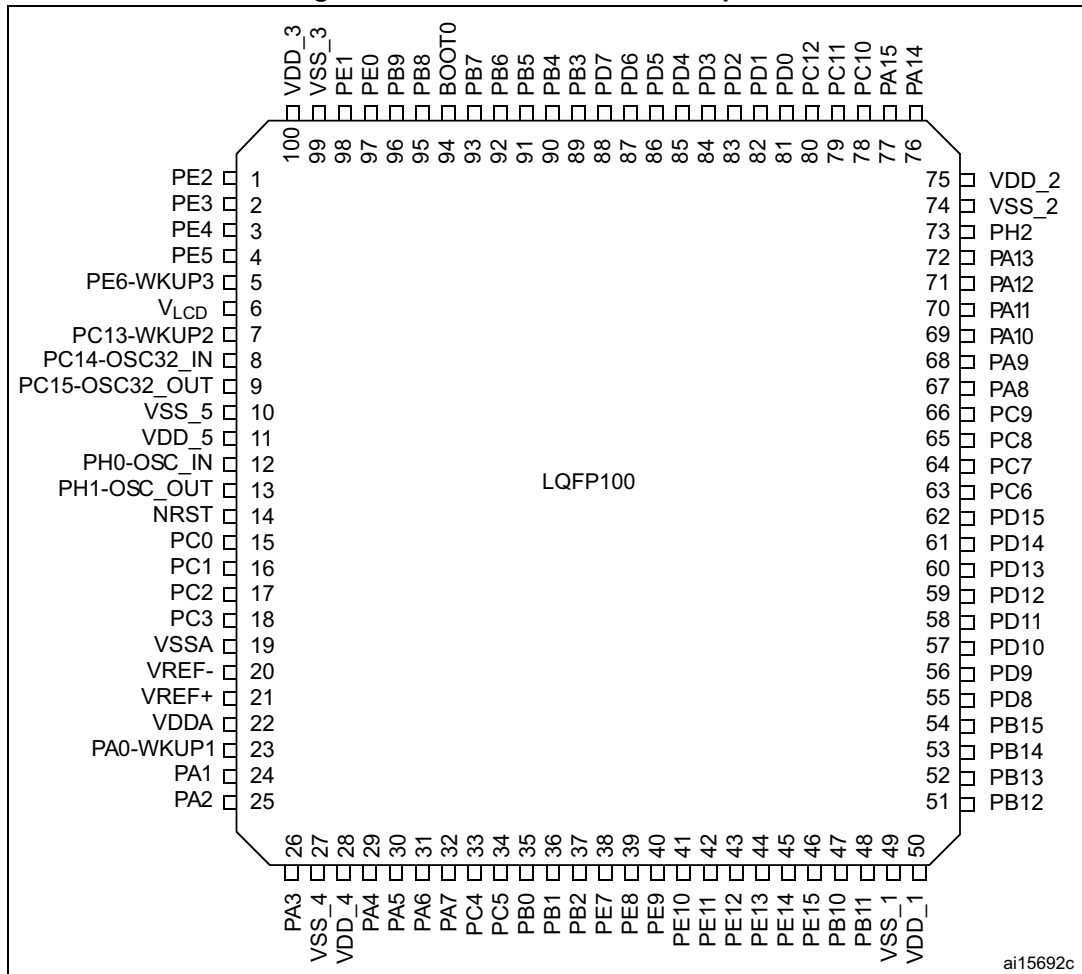 VDD_3
VSS_3
PE1
PE0
PB9
PB8
BOOT0
PB7
PB6
PB5
PB4
PB3
PD7
PD6
PD5
PD4
PD3
PD2
PD1
PD0
PC12
PC11
PC10
PA15
PA14
100
99
98
97
96
95
94
93
92
91
90
89
88
87
86
85
84
83
82
81
80
79
78
77
76
PE2 1
PE3 2
PE4 3
PE5 4
PE6-WKUP3 5
VLCD 6
PC13-WKUP2 7
PC14-OSC32_IN 8
PC15-OSC32_OUT 9
VSS_5 10
VDD_5 11
PH0-OSC_IN 12
PH1-OSC_OUT 13
NRST 14
PC0 15
PC1 16
PC2 17
PC3 18
VSSA 19
VREF- 20
VREF+ 21
VDDA 22
PA0-WKUP1 23
PA1 24
PA2 25
LQFP100
75 VDD_2
74 VSS_2
73 PH2
72 PA13
71 PA12
70 PA11
69 PA10
68 PA9
67 PA8
66 PC9
65 PC8
64 PC7
63 PC6
62 PD15
61 PD14
60 PD13
59 PD12
58 PD11
57 PD10
56 PD9
55 PD8
54 PB15
53 PB14
52 PB13
51 PB12
26
27
28
29
30
31
32
33
34
35
36
37
38
39
40
41
42
43
44
45
46
47
48
49
50
PA3
VSS_4
VDD_4
PA4
PA5
PA6
PA7
PC4
PC5
PB0
PB1
PB2
PE7
PE8
PE9
PE10
PE11
PE12
PE13
PE14
PE15
PB10
PB11
VSS_1
VDD_1
ai15692c